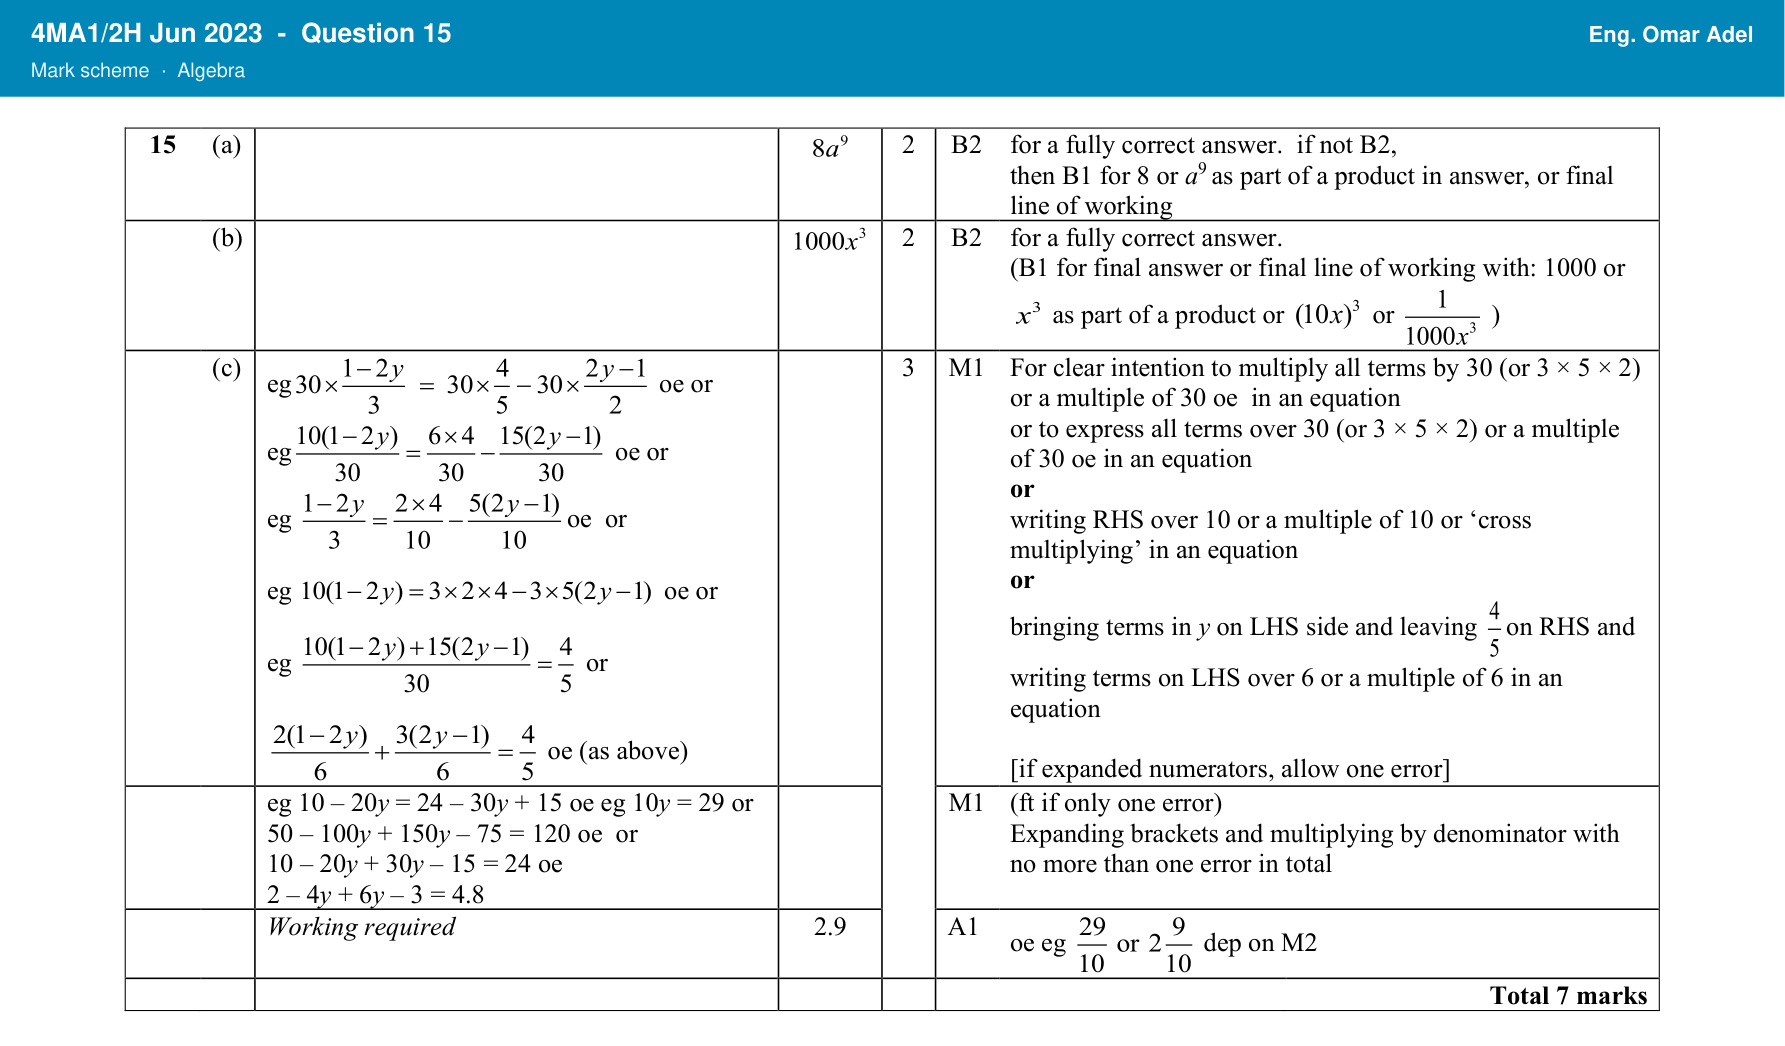 4MA1/2H Jun 2023 - Question 15
Eng. Omar Adel
Mark scheme · Algebra
15 (a) 8a⁹ 2 B2 for a fully correct answer. if not B2,
then B1 for 8 or a⁹ as part of a product in answer, or final
line of working
(b) 1000x³ 2 B2 for a fully correct answer.
(B1 for final answer or final line of working with: 1000 or
x³ as part of a product or (10x)³ or 1/(1000x³) )
(c) 3 M1
eg 30 × (1 − 2y)/3 = 30 × 4/5 − 30 × (2y − 1)/2 oe or
eg 10(1 − 2y)/30 = (6 × 4)/30 − 15(2y − 1)/30 oe or
eg (1 − 2y)/3 = (2 × 4)/10 − 5(2y − 1)/10 oe or
eg 10(1 − 2y) = 3 × 2 × 4 − 3 × 5(2y − 1) oe or
eg (10(1 − 2y) + 15(2y − 1))/30 = 4/5 or
2(1 − 2y)/6 + 3(2y − 1)/6 = 4/5 oe (as above)
For clear intention to multiply all terms by 30 (or 3 × 5 × 2)
or a multiple of 30 oe in an equation
or to express all terms over 30 (or 3 × 5 × 2) or a multiple
of 30 oe in an equation
or
writing RHS over 10 or a multiple of 10 or ‘cross
multiplying’ in an equation
or
bringing terms in y on LHS side and leaving 4/5 on RHS and
writing terms on LHS over 6 or a multiple of 6 in an
equation
[if expanded numerators, allow one error]
eg 10 – 20y = 24 – 30y + 15 oe eg 10y = 29 or
50 – 100y + 150y – 75 = 120 oe or
10 – 20y + 30y – 15 = 24 oe
2 – 4y + 6y – 3 = 4.8
M1 (ft if only one error)
Expanding brackets and multiplying by denominator with
no more than one error in total
Working required 2.9 A1 oe eg 29/10 or 2 9/10 dep on M2
Total 7 marks